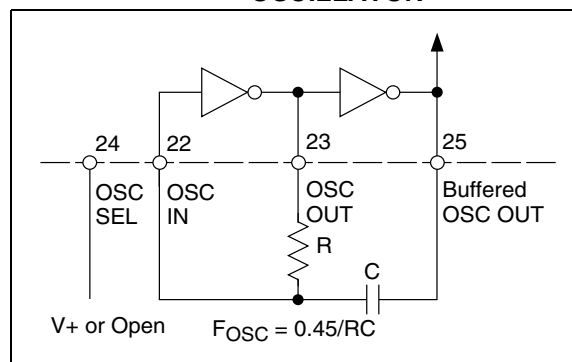 24
22
23
25
OSC
SEL
OSC
IN
OSC
OUT
Buffered
OSC OUT
R
C
V+ or Open
FOSC = 0.45/RC